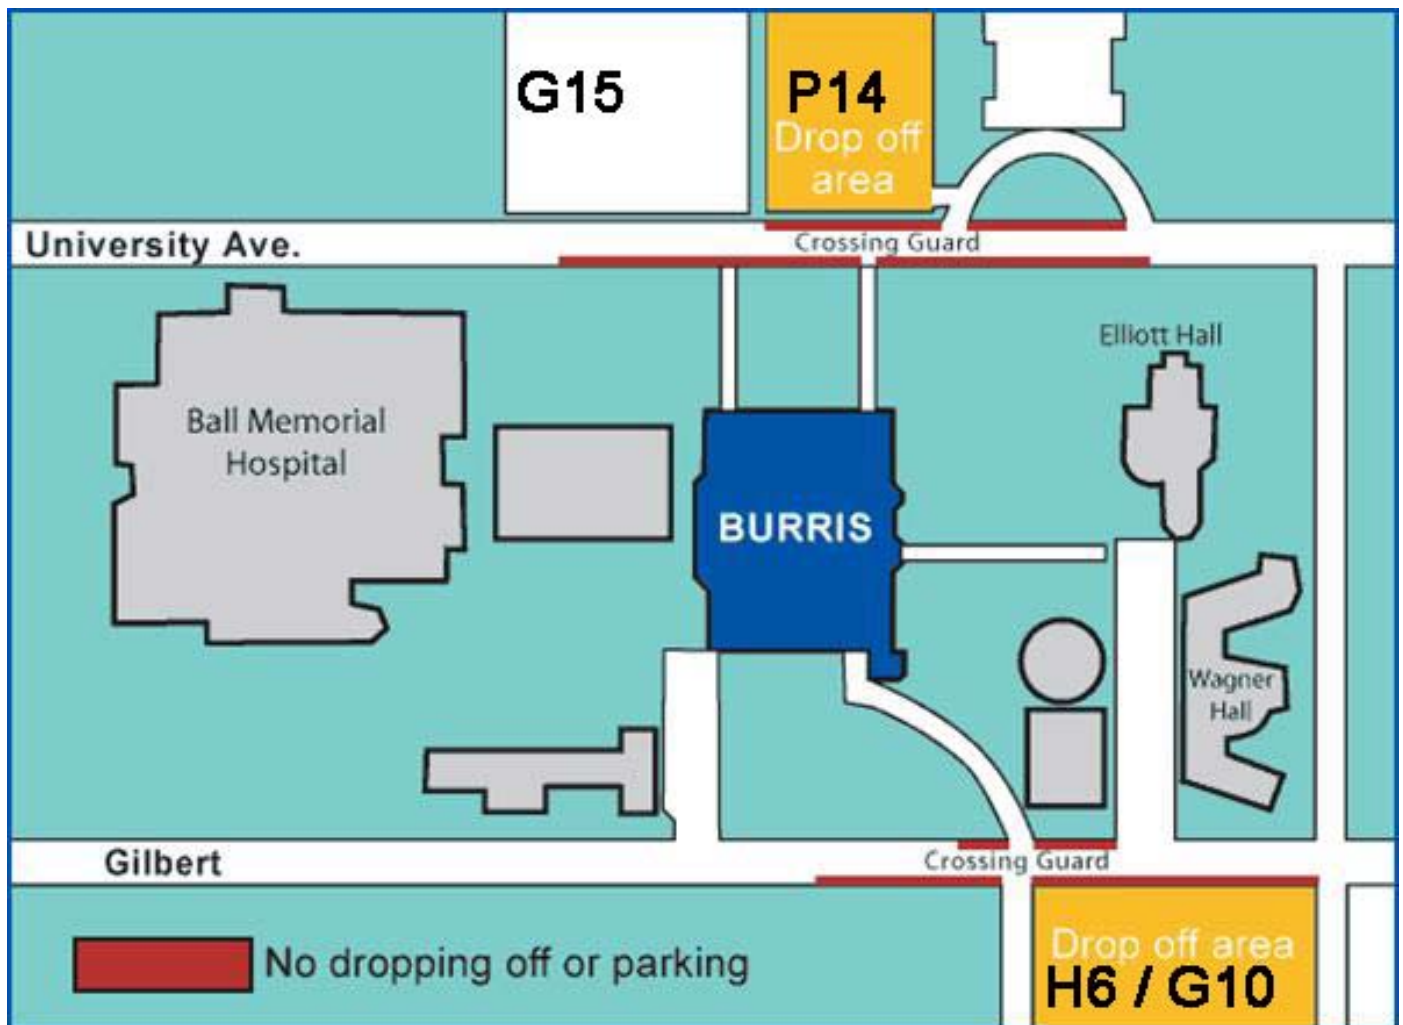 G15
P14
Drop off
area
University Ave.
Crossing Guard
Elliott Hall
Ball Memorial
Hospital
BURRIS
Wagner
Hall
Gilbert
Crossing Guard
No dropping off or parking
Drop off area
H6 / G10